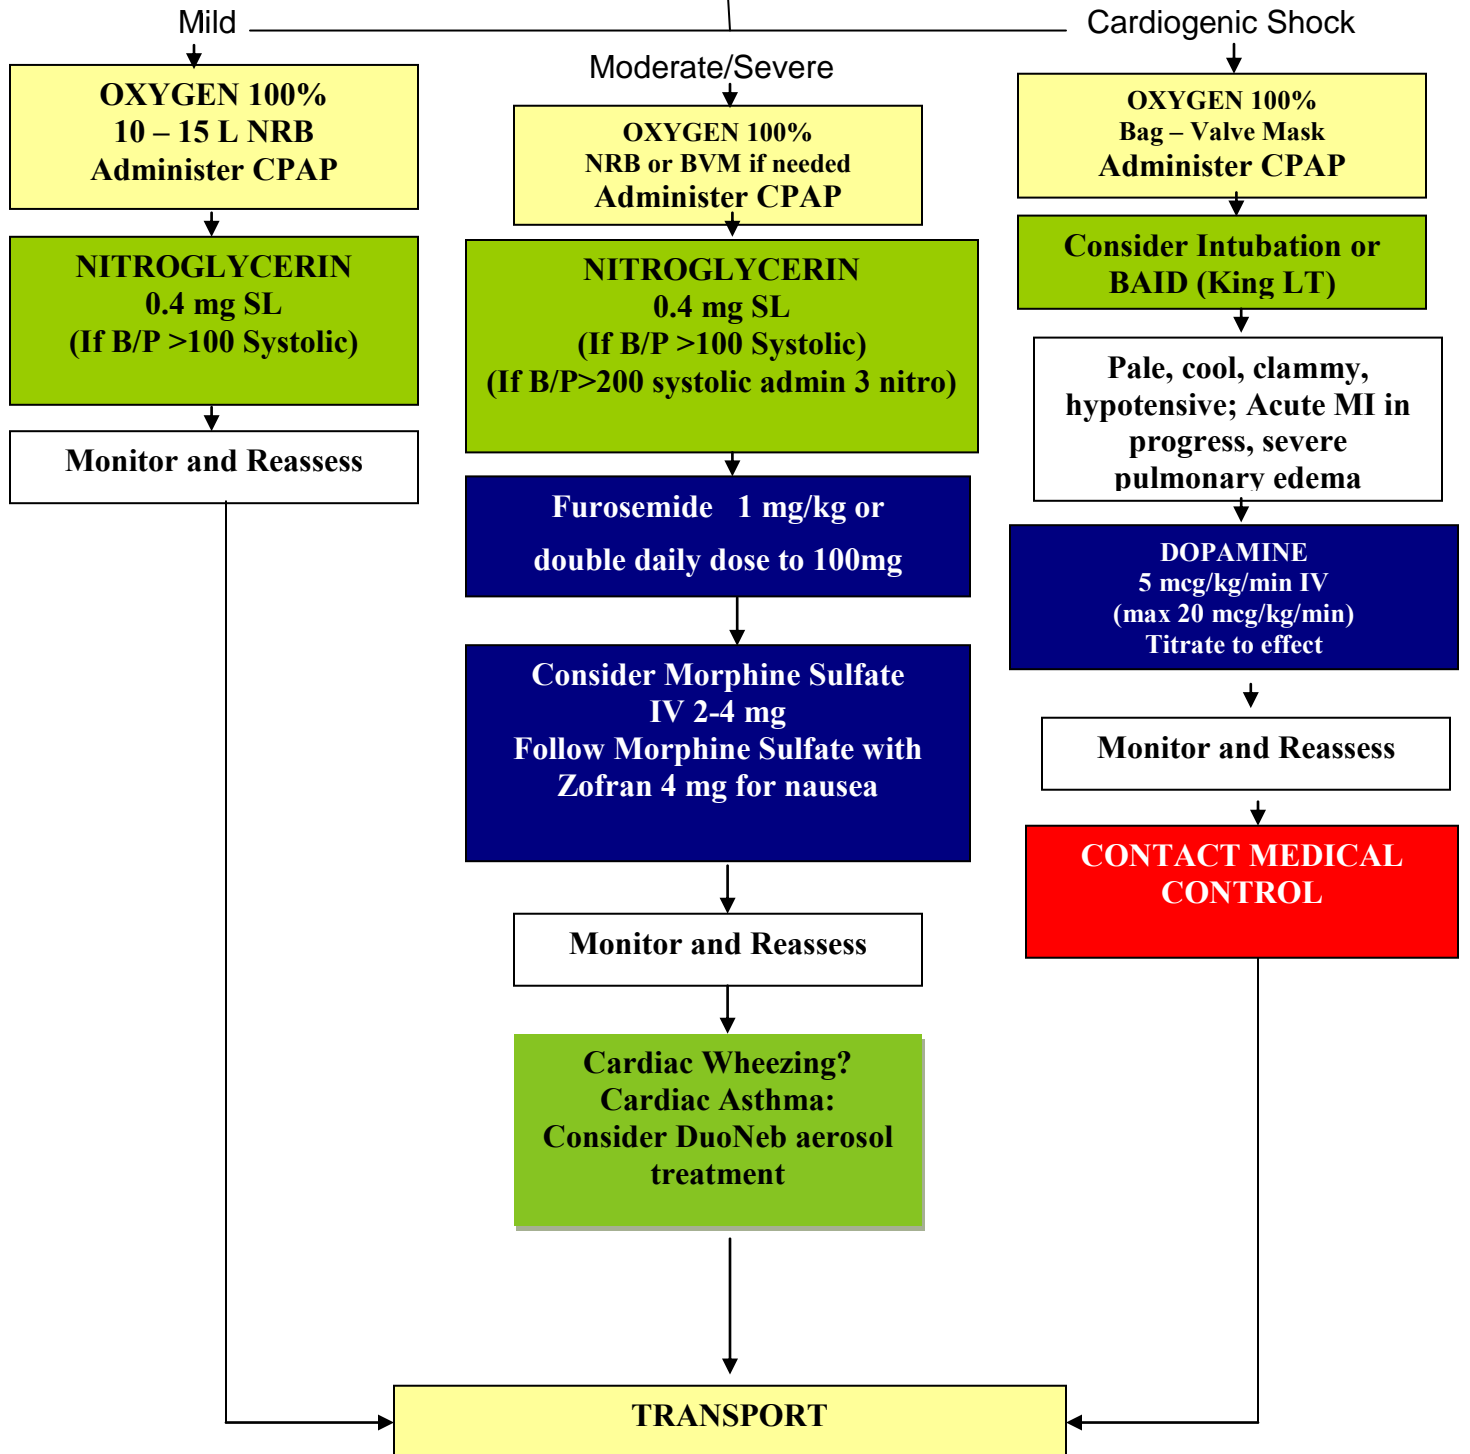 Mild
OXYGEN 100%
10 – 15 L NRB
Administer CPAP
NITROGLYCERIN
0.4 mg SL
(If B/P >100 Systolic)
Monitor and Reassess
Moderate/Severe
OXYGEN 100%
NRB or BVM if needed
Administer CPAP
NITROGLYCERIN
0.4 mg SL
(If B/P >100 Systolic)
(If B/P>200 systolic admin 3 nitro)
Furosemide 1 mg/kg or
double daily dose to 100mg
Consider Morphine Sulfate
IV 2-4 mg
Follow Morphine Sulfate with
Zofran 4 mg for nausea
Monitor and Reassess
Cardiac Wheezing?
Cardiac Asthma:
Consider DuoNeb aerosol
treatment
Cardiogenic Shock
OXYGEN 100%
Bag – Valve Mask
Administer CPAP
Consider Intubation or
BAID (King LT)
Pale, cool, clammy,
hypotensive; Acute MI in
progress, severe
pulmonary edema
DOPAMINE
5 mcg/kg/min IV
(max 20 mcg/kg/min)
Titrate to effect
Monitor and Reassess
CONTACT MEDICAL
CONTROL
TRANSPORT